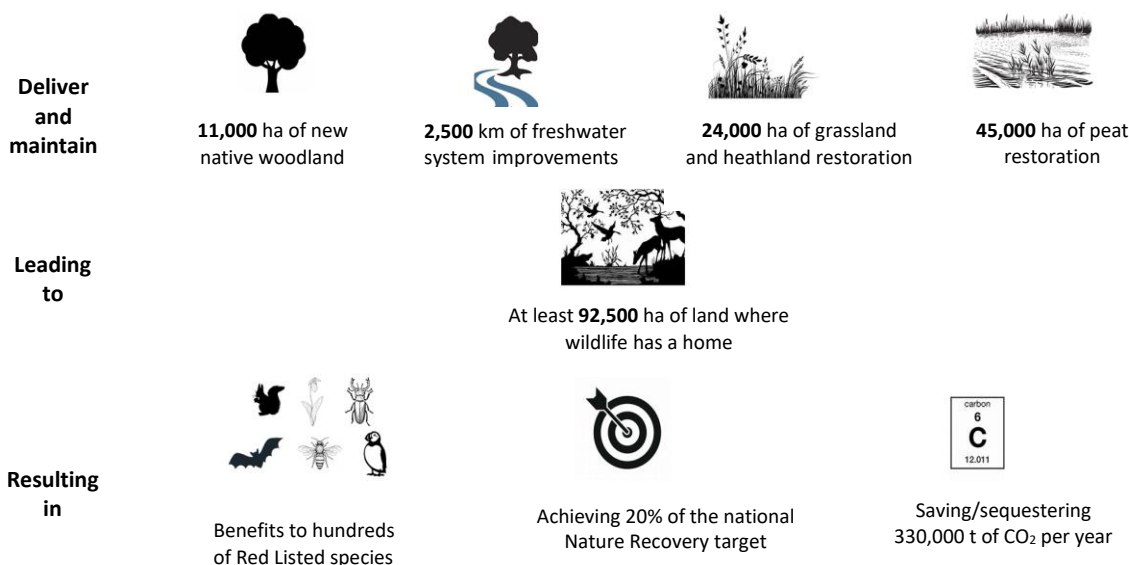 Deliver
and
maintain
11,000 ha of new
native woodland
2,500 km of freshwater
system improvements
24,000 ha of grassland
and heathland restoration
45,000 ha of peat
restoration
Leading
to
At least 92,500 ha of land where
wildlife has a home
Resulting
in
Benefits to hundreds
of Red Listed species
Achieving 20% of the national
Nature Recovery target
carbon
6
C
12.011
Saving/sequestering
330,000 t of CO₂ per year